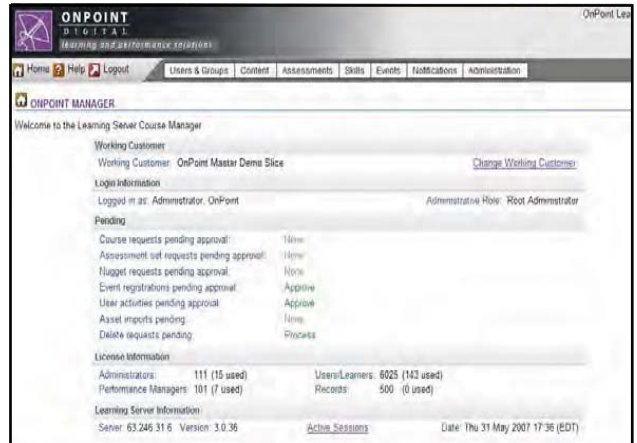 ONPOINT
DIGITAL
learning and performance solutions
OnPoint Lea
Home Help Logout Users & Groups Content Assessments Skills Events Notifications Administration
ONPOINT MANAGER
Welcome to the Learning Server Course Manager
Working Customer
Working Customer: OnPoint Master Demo Slice Change Working Customer
Login Information
Logged in as: Administrator, OnPoint Administrative Role: Root Administrator
Pending
Course requests pending approval: None
Assessment set requests pending approval: None
Nugget requests pending approval: None
Event registrations pending approval: Approve
User activities pending approval: Approve
Asset imports pending: None
Delete requests pending: Process
License Information
Administrators: 111 (15 used) Users/Learners: 6025 (142 used)
Performance Managers: 101 (7 used) Records: 500 (0 used)
Learning Server Information
Server: 63.246.31.6 Version: 3.0.36 Active Sessions Date: Thu 31 May 2007 17:36 (EDT)